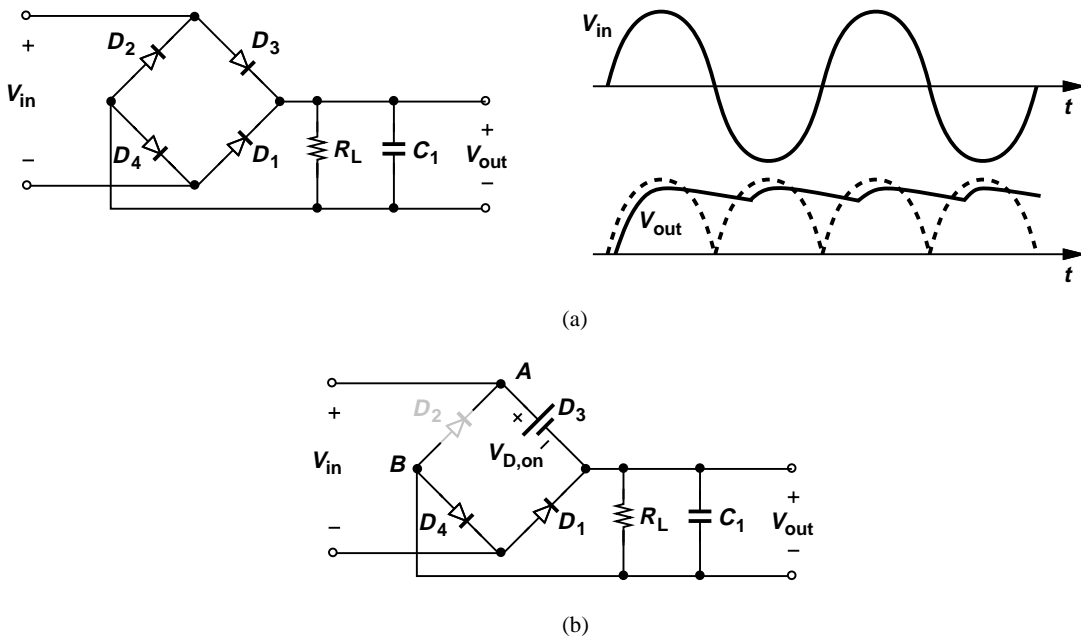 D2
D3
Vin
+
−
D4
D1
RL
C1
+
Vout
−
Vin
t
Vout
t
(a)
A
+
−
Vin
D2
+
−
D3
VD,on
B
D4
D1
RL
C1
+
Vout
−
(b)